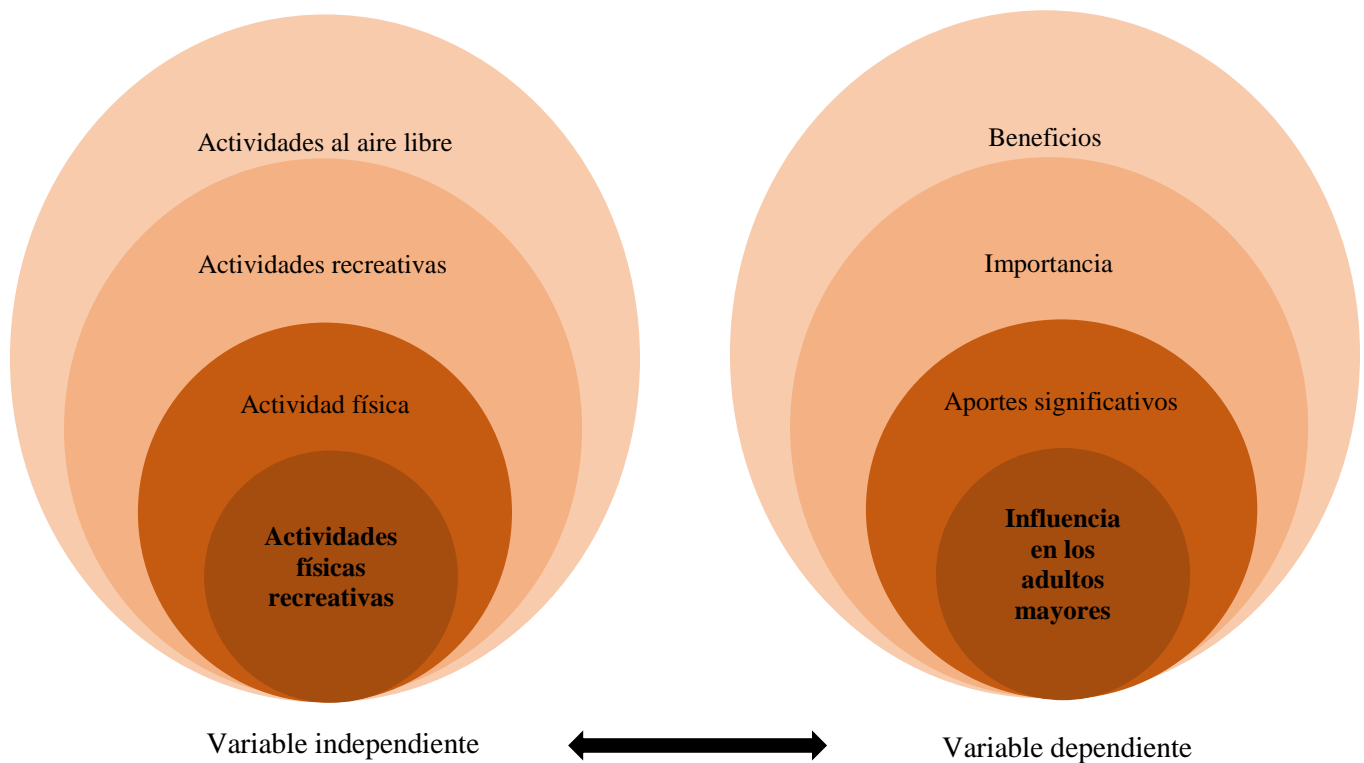 Actividades al aire libre
Actividades recreativas
Actividad física
Actividades
físicas
recreativas
Variable independiente
Beneficios
Importancia
Aportes significativos
Influencia
en los
adultos
mayores
Variable dependiente